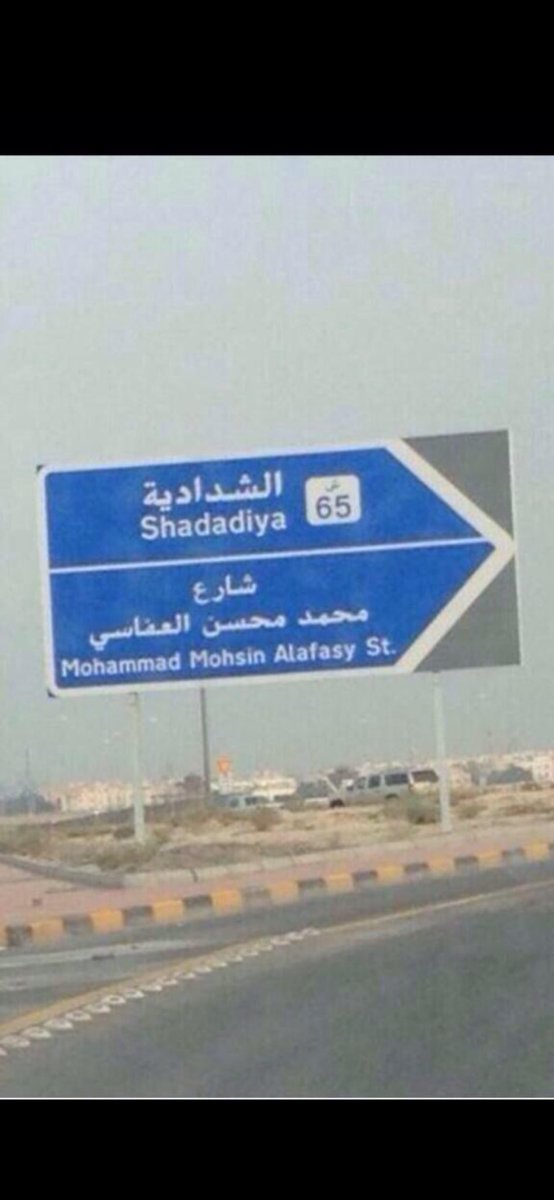 الشدادية
ش
65
Shadadiya
شارع
محمد محسن العفاسي
Mohammad Mohsin Alafasy St.